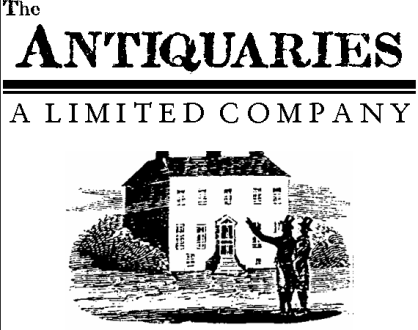 The
ANTIQUARIES
A LIMITED COMPANY